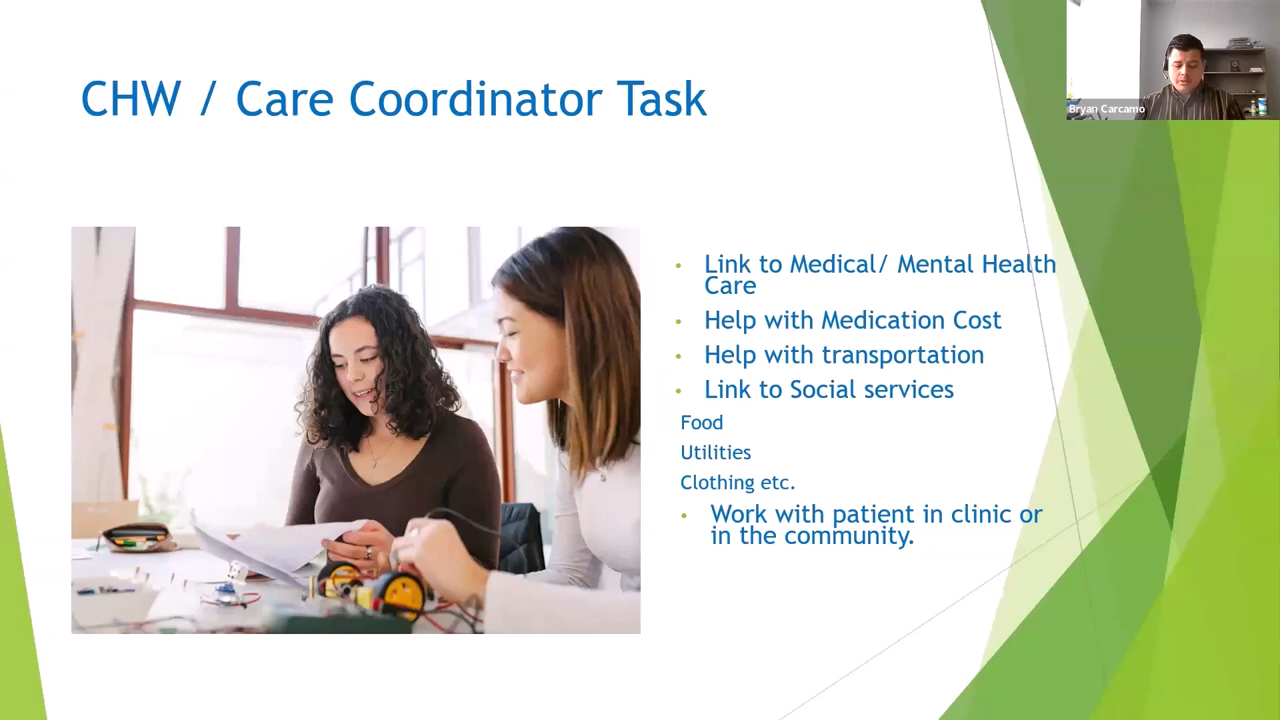 CHW / Care Coordinator Task
Bryan Carcamo
• Link to Medical/ Mental Health
Care
• Help with Medication Cost
• Help with transportation
• Link to Social services
Food
Utilities
Clothing etc.
• Work with patient in clinic or
in the community.